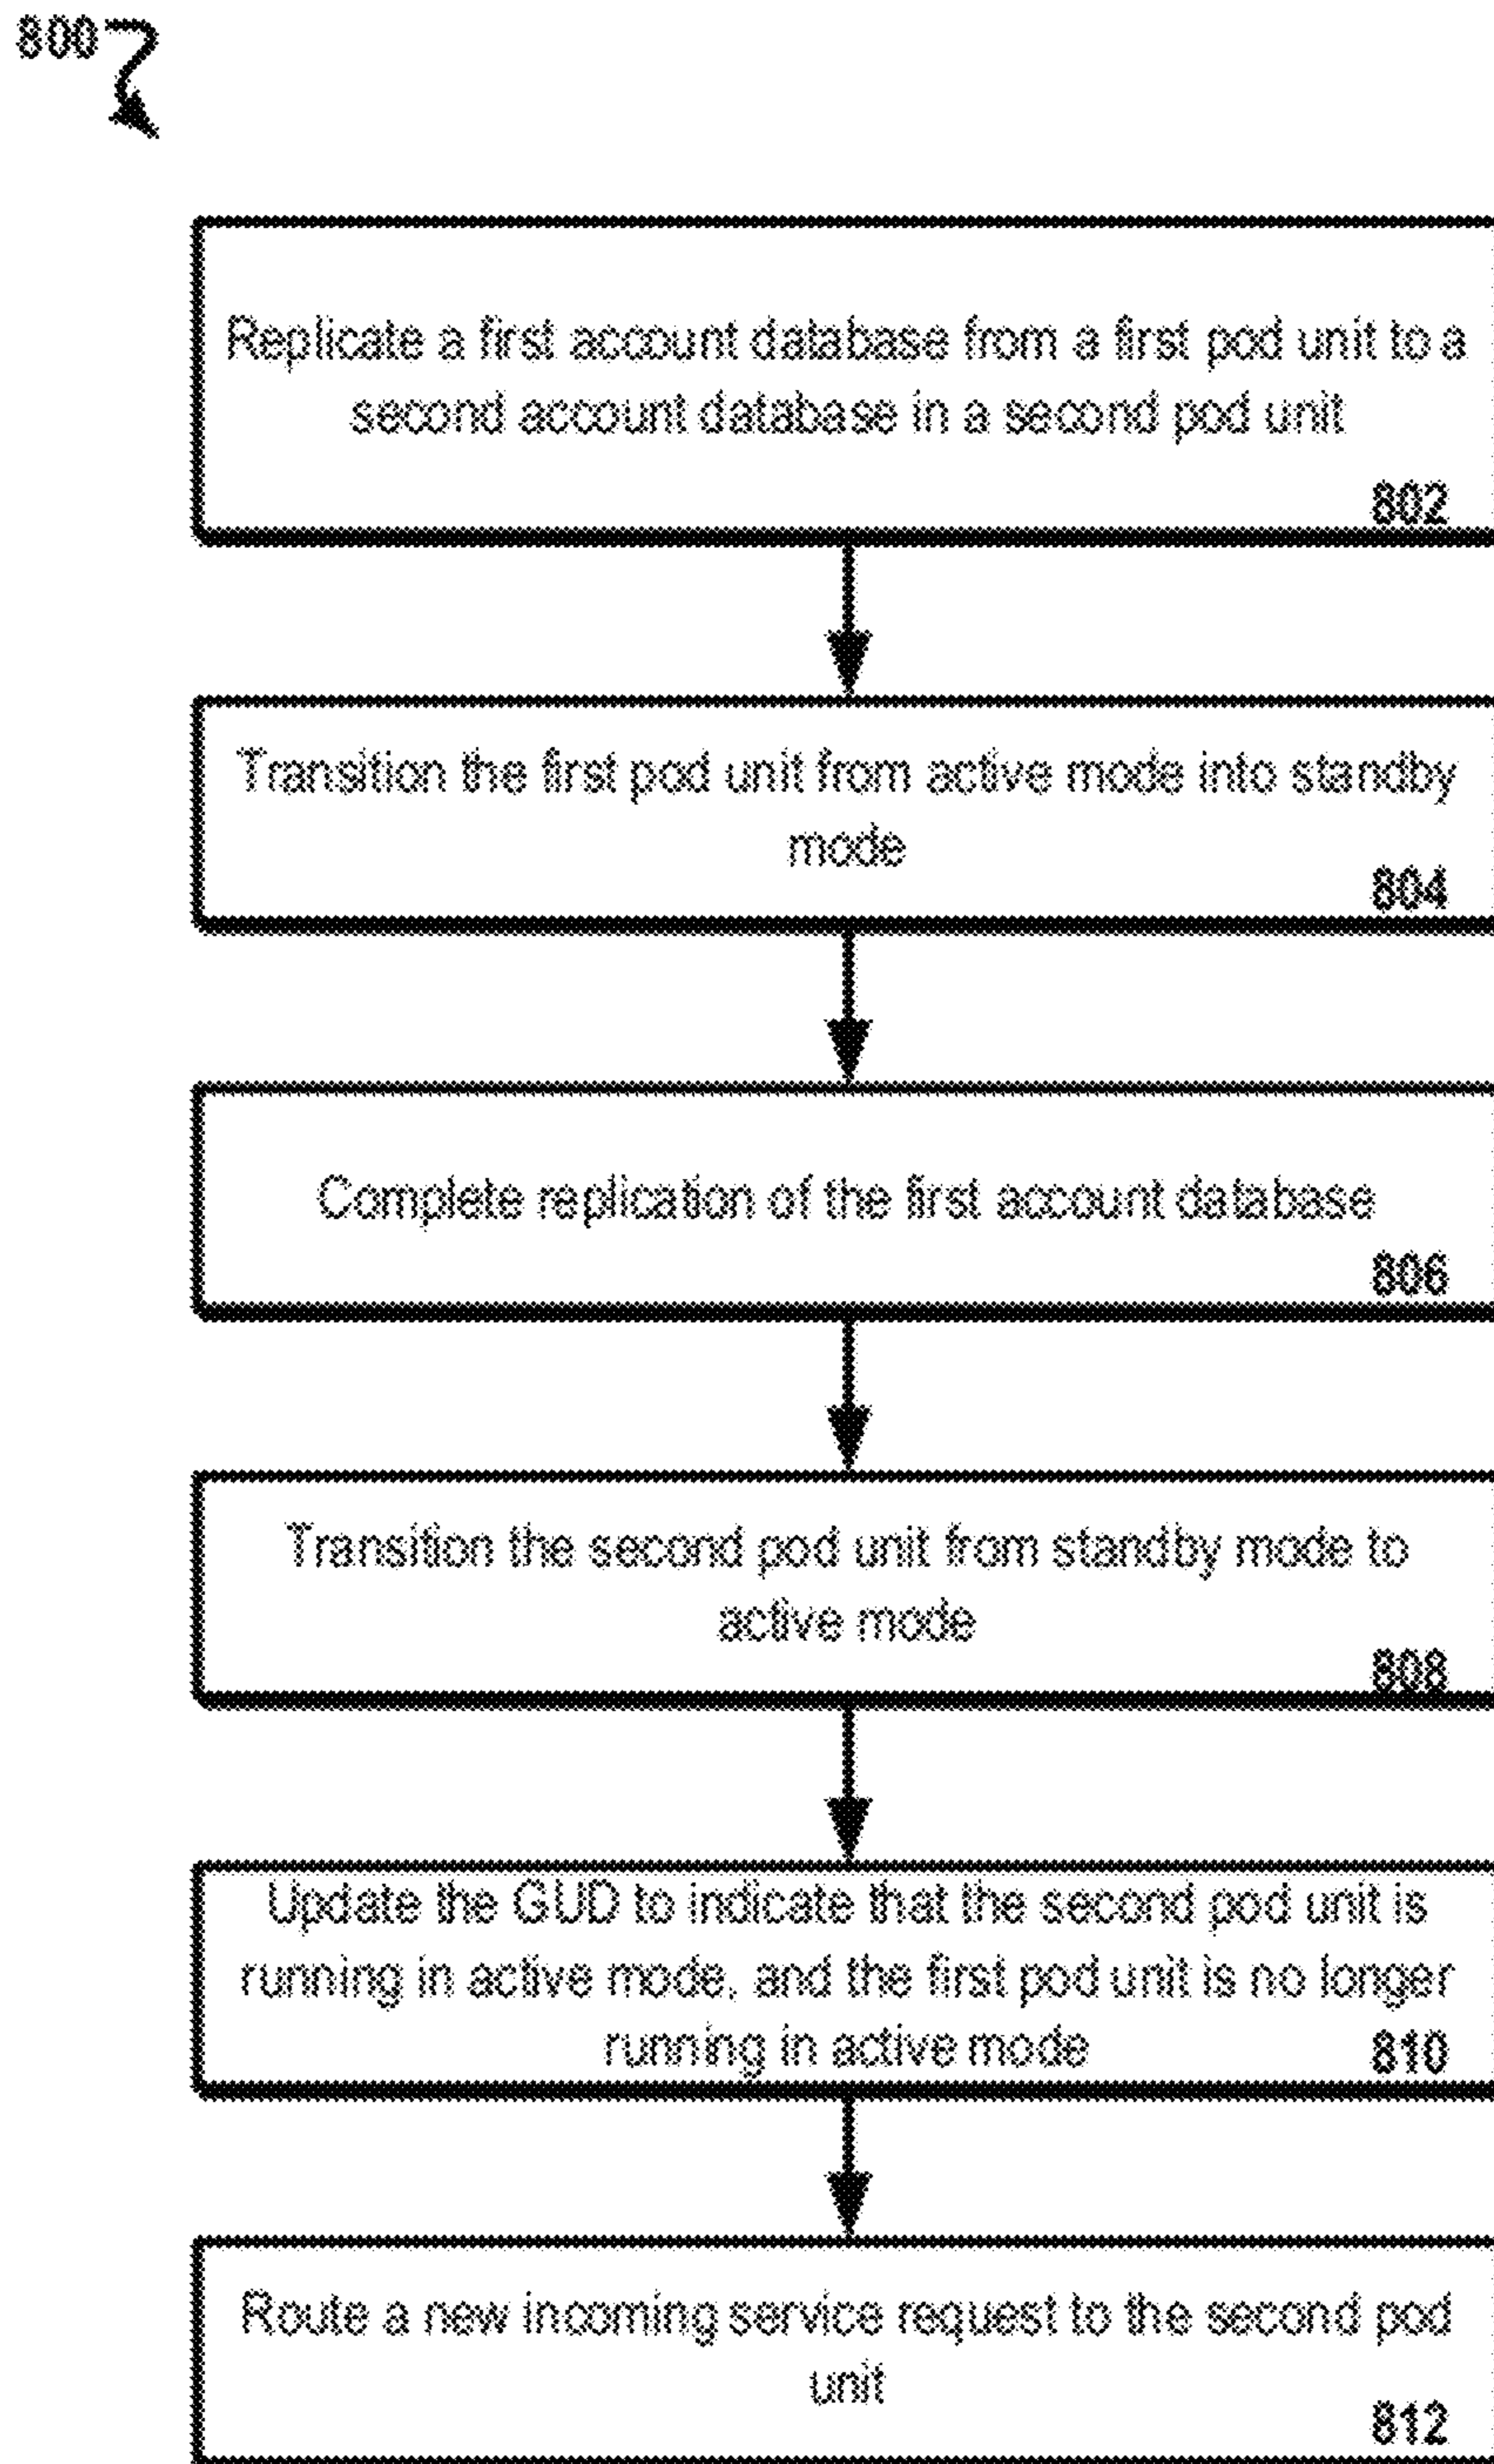 800
Replicate a first account database from a first pod unit to a
second account database in a second pod unit
802
Transition the first pod unit from active mode into standby
mode
804
Complete replication of the first account database
806
Transition the second pod unit from standby mode to
active mode
808
Update the GUD to indicate that the second pod unit is
running in active mode, and the first pod unit is no longer
running in active mode
810
Route a new incoming service request to the second pod
unit
812